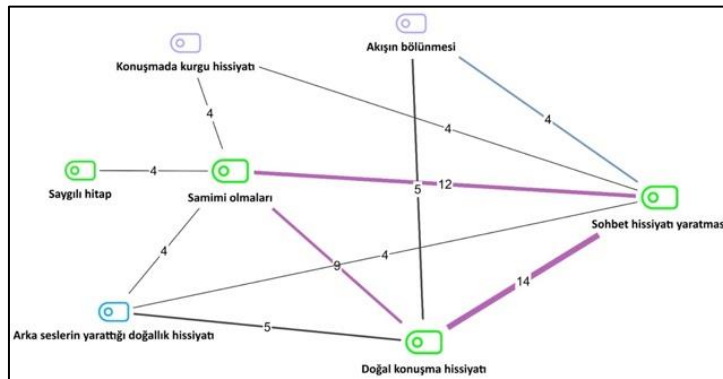 Akışın bölünmesi
Konuşmada kurgu hissiyatı
4
4
4
4
Saygılı hitap
Samimi olmaları
5
12
Sohbet hissiyatı yaratması
4
4
9
14
Arka seslerin yarattığı doğallık hissiyatı
5
Doğal konuşma hissiyatı